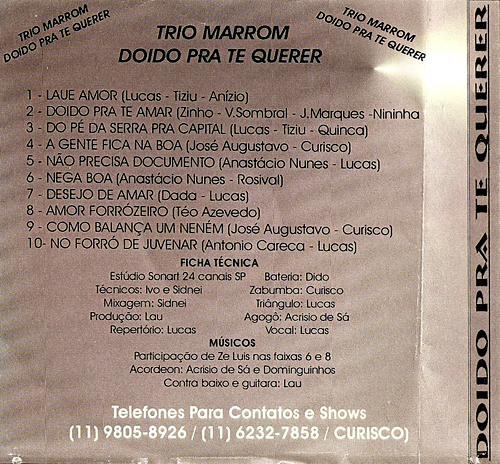 TRIO MARROM
DOIDO PRA TE QUERER
TRIO MARROM
DOIDO PRA TE QUERER
TRIO MARROM
DOIDO PRA TE QUERER
1 - LAUE AMOR (Lucas - Tiziu - Anízio)
2 - DOIDO PRA TE AMAR (Zinho - V.Sombral - J.Marques -Nininha
3 - DO PÉ DA SERRA PRA CAPITAL (Lucas - Tiziu - Quinca)
4 - A GENTE FICA NA BOA (José Augustavo - Curisco)
5 - NÃO PRECISA DOCUMENTO (Anastácio Nunes - Lucas)
6 - NEGA BOA (Anastácio Nunes - Rosival)
7 - DESEJO DE AMAR (Dada - Lucas)
8 - AMOR FORRÓZEIRO (Téo Azevedo)
9 - COMO BALANÇA UM NENÉM (José Augustavo - Curisco)
10- NO FORRÓ DE JUVENAR (Antonio Careca - Lucas)
FICHA TÉCNICA
Estúdio Sonart 24 canais SP Bateria: Dido
Técnicos: Ivo e Sidnei Zabumba: Curisco
Mixagem: Sidnei Triângulo: Lucas
Produção: Lau Agogô: Acrisio de Sá
Repertório: Lucas Vocal: Lucas
MÚSICOS
Participação de Ze Luis nas faixas 6 e 8
Acordeon: Acrisio de Sá e Dominguinhos
Contra baixo e guitara: Lau
Telefones Para Contatos e Shows
(11) 9805-8926 / (11) 6232-7858 / CURISCO)
DOIDO PRA TE QUERER